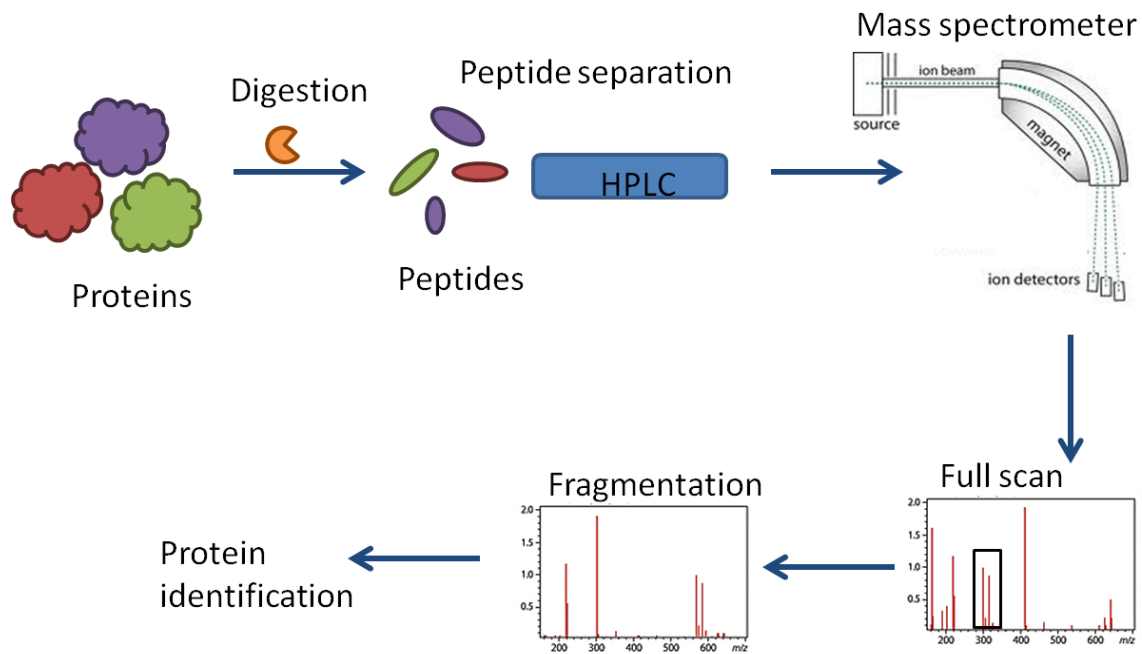 Mass spectrometer
Digestion
Peptide separation
ion beam
source
magnet
HPLC
Proteins
Peptides
ion detectors
Full scan
2.0
1.5
1.0
0.5
200 300 400 600 m/z
Fragmentation
2.0
1.5
1.0
0.5
200 300 400 600 m/z
Protein
identification